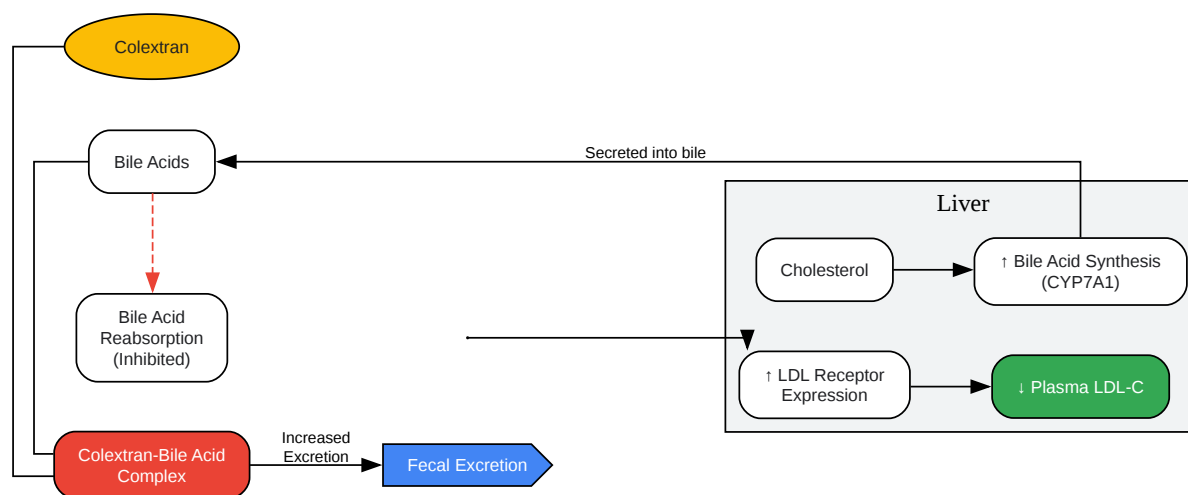 Colextran
Bile Acids
Secreted into bile
Liver
Cholesterol
↑ Bile Acid Synthesis
(CYP7A1)
Bile Acid
Reabsorption
(Inhibited)
↑ LDL Receptor
Expression
↓ Plasma LDL-C
Colextran-Bile Acid
Complex
Increased
Excretion
Fecal Excretion